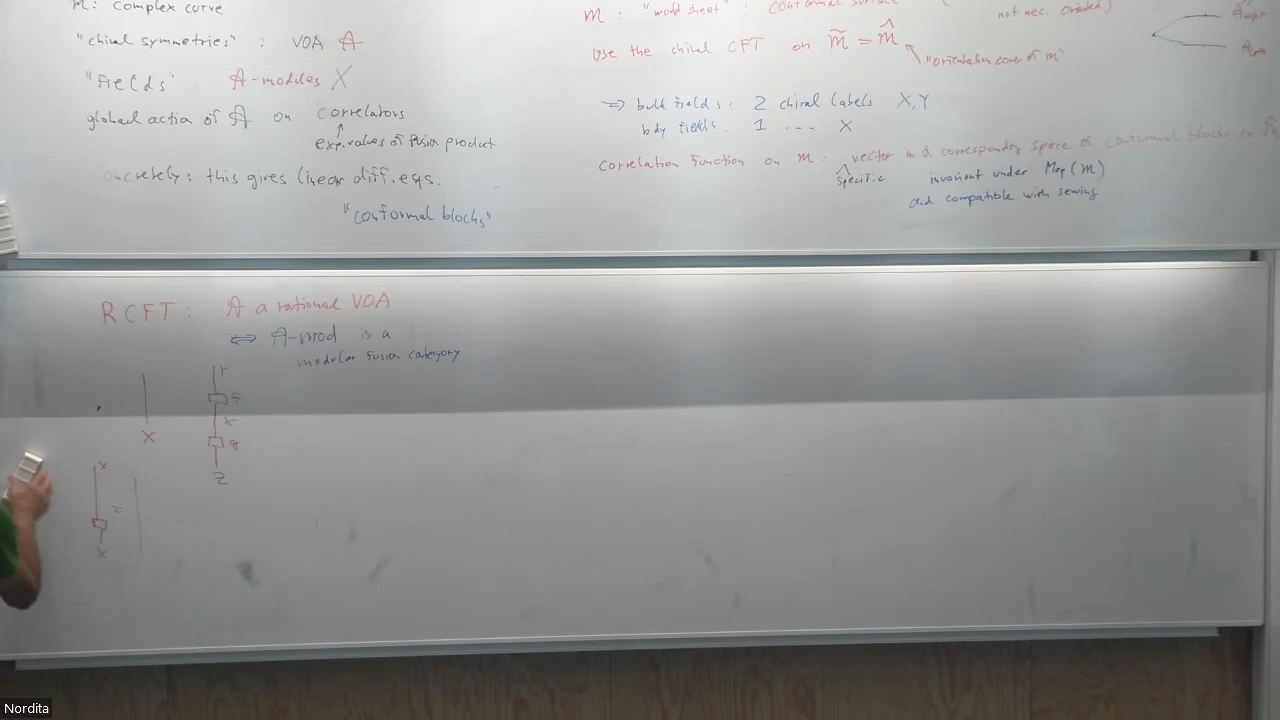 M: complex curve
"chiral symmetries" : VOA A
"Fields" : A-modules X
global action of A on correlators
↑
exp. values of fusion product
oncretely: this gives linear diff. eqs.
"conformal blocks"
M : "world sheet" : conformal surface (
not nec. oriented)
Use the chiral CFT on M̃ = M̂
"orientation cover of M"
⇒ bulk fields : 2 chiral labels X, Y
bdy fields : 1 --- X
Correlation function on M : vector in a corresponding space of conformal blocks on
specific
invariant under Map(M)
and compatible with sewing
RCFT : A a rational VOA
⇔ A-mod is a
modular fusion category
X
Y
f
X
g
Z
X
Z
X
Nordita